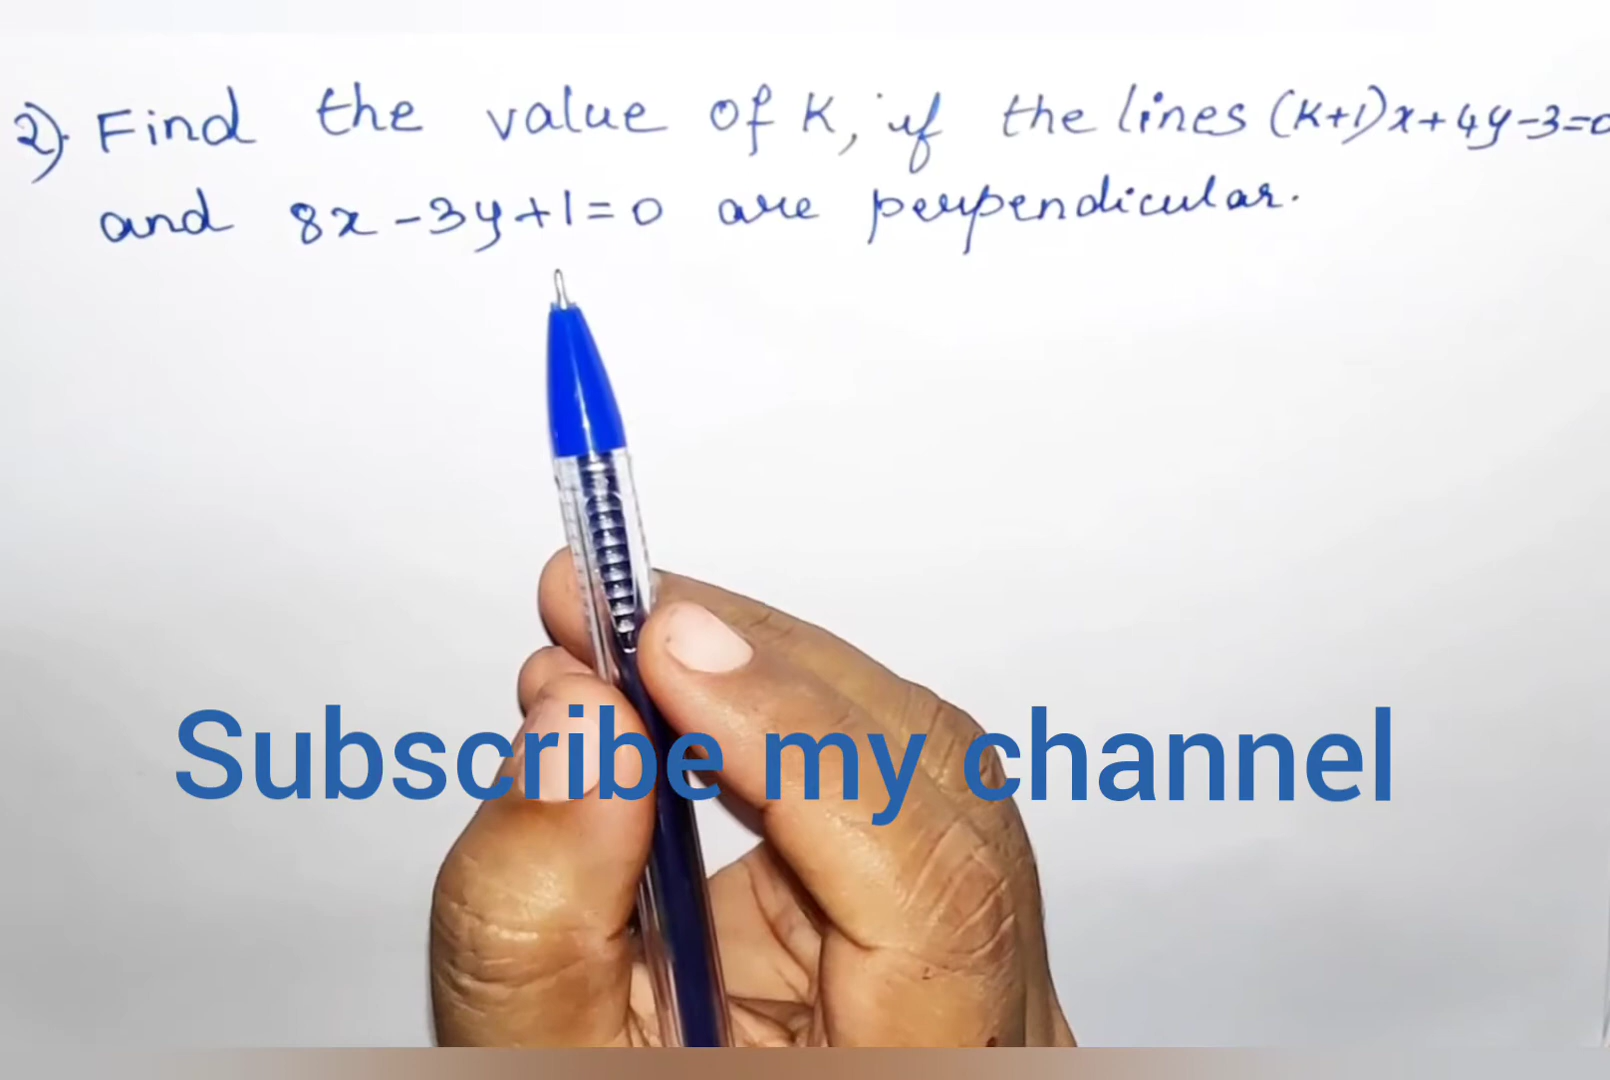 2). Find the value of K, if the lines (K+1)x+4y-3=0
and 8x-3y+1=0 are perpendicular.
Subscribe my channel